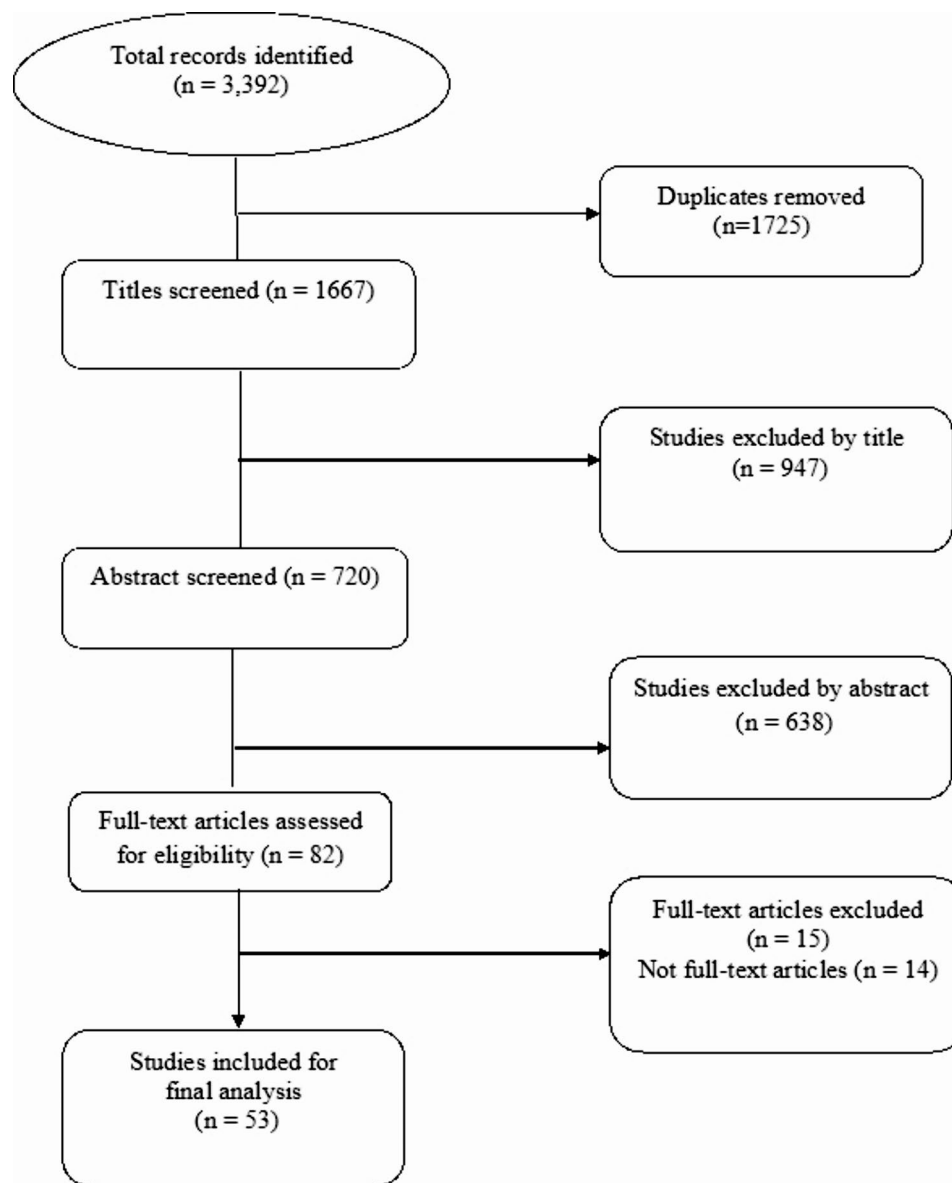 Total records identified
(n = 3,392)
Duplicates removed
(n=1725)
Titles screened (n = 1667)
Studies excluded by title
(n = 947)
Abstract screened (n = 720)
Studies excluded by abstract
(n = 638)
Full-text articles assessed
for eligibility (n = 82)
Full-text articles excluded
(n = 15)
Not full-text articles (n = 14)
Studies included for
final analysis
(n = 53)